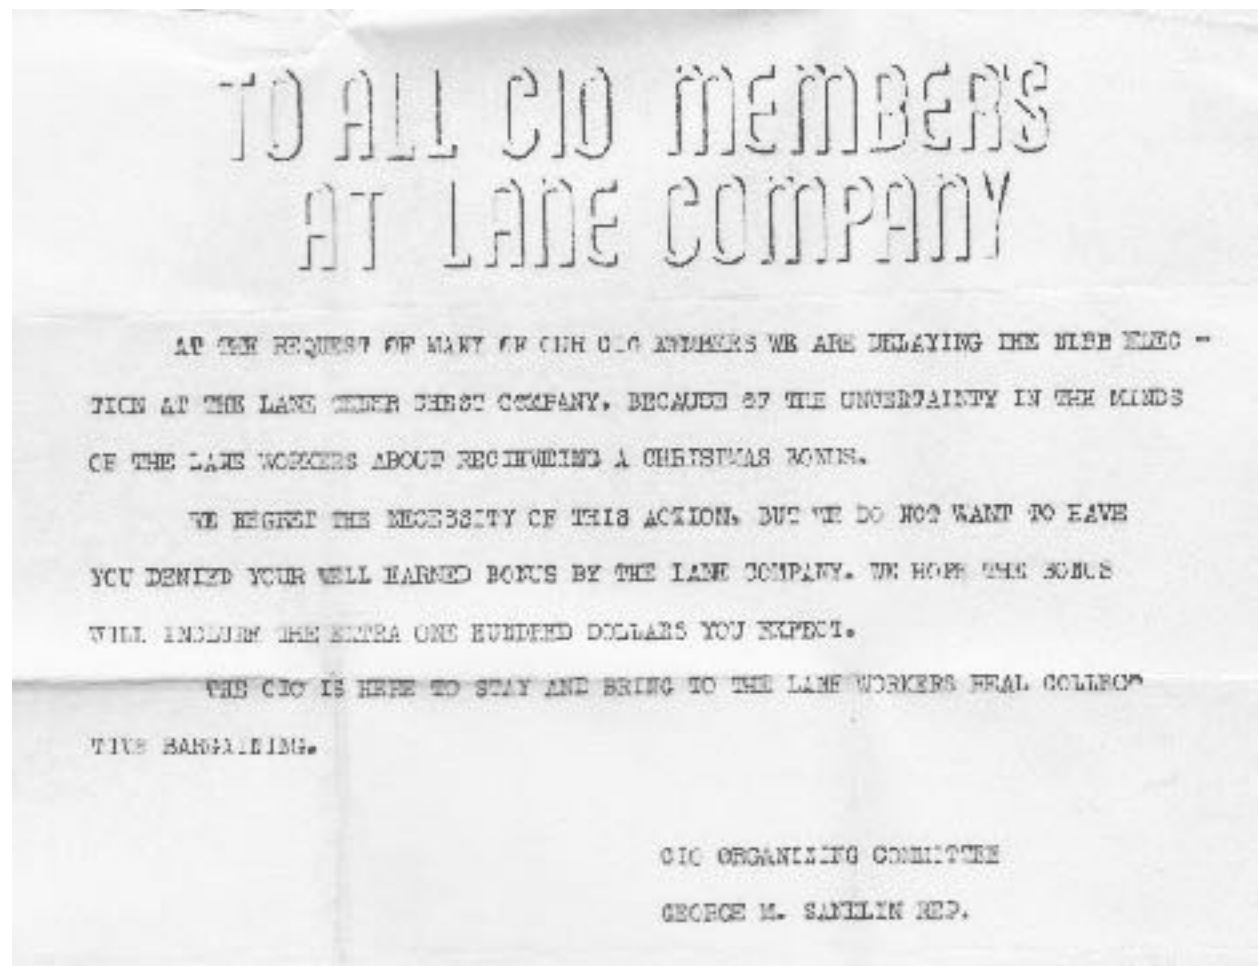 TO ALL CIO MEMBERS
AT LANE COMPANY
AT THE REQUEST OF MANY OF OUR CIO MEMBERS WE ARE DELAYING THE NLRB ELEC -
TION AT THE LANE CEDER CHEST COMPANY. BECAUSE OF THE UNCERTAINTY IN THE MINDS
OF THE LANE WORKERS ABOUT A CHRISTMAS BONUS.
WE REGRET THE NECESSITY OF THIS ACTION. BUT WE DO NOT WANT TO HAVE
YOU DENIED YOUR WELL EARNED BONUS BY THE LANE COMPANY. WE HOPE THE BONUS
WILL INCLUDE THE EXTRA ONE HUNDRED DOLLARS YOU EXPECT.
THE CIO IS HERE TO STAY AND BRING TO THE LANE WORKERS REAL COLLEC-
TIVE BARGAINING.
CIO ORGANIZING COMMITTEE
GEORGE M. REP.